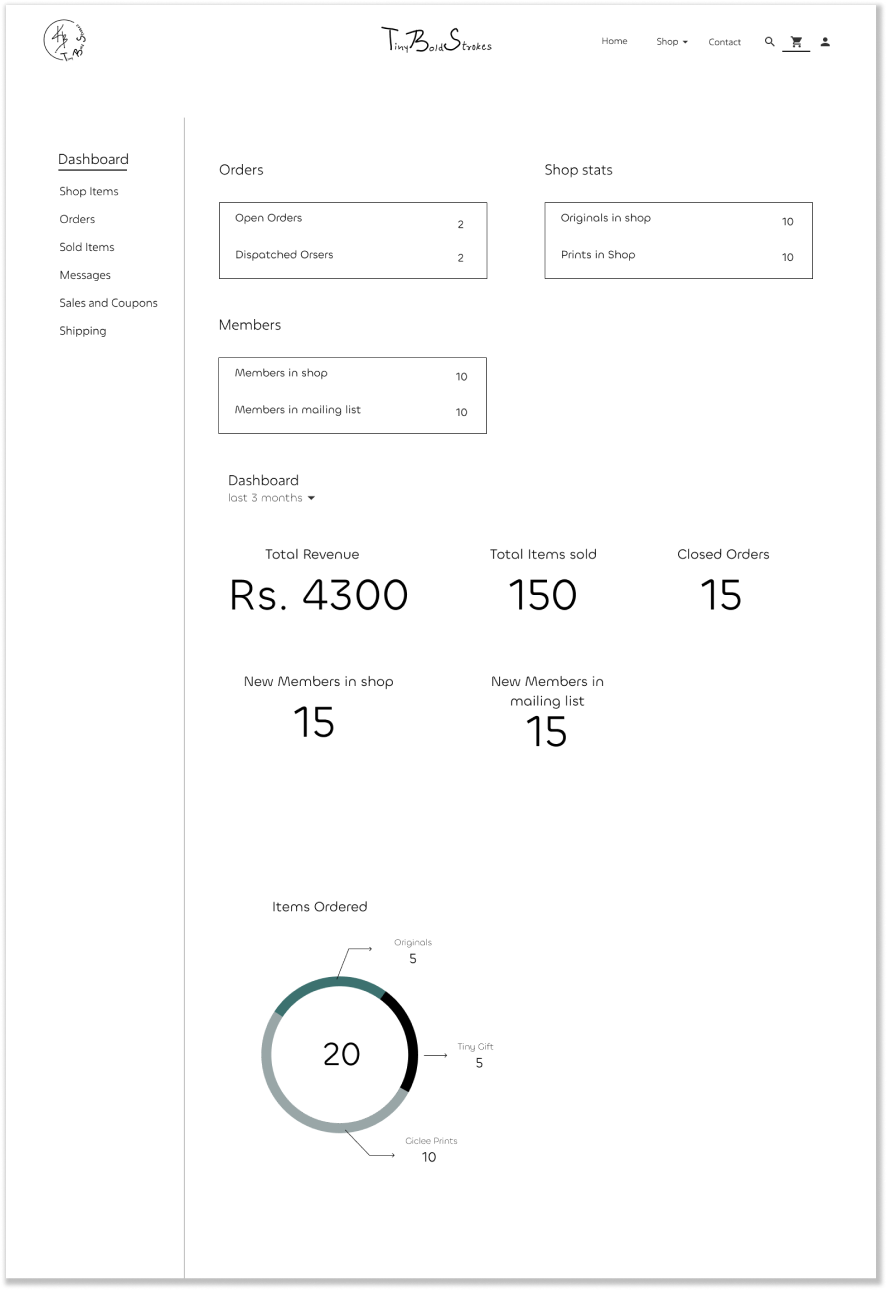 Tiny Bold Strokes
TinyBoldStrokes
Home
Shop
Contact
Dashboard
Shop Items
Orders
Sold Items
Messages
Sales and Coupons
Shipping
Orders
Open Orders 2
Dispatched Orsers 2
Shop stats
Originals in shop 10
Prints in Shop 10
Members
Members in shop 10
Members in mailing list 10
Dashboard
last 3 months
Total Revenue
Rs. 4300
Total Items sold
150
Closed Orders
15
New Members in shop
15
New Members in
mailing list
15
Items Ordered
Originals
5
20
Tiny Gift
5
Giclee Prints
10